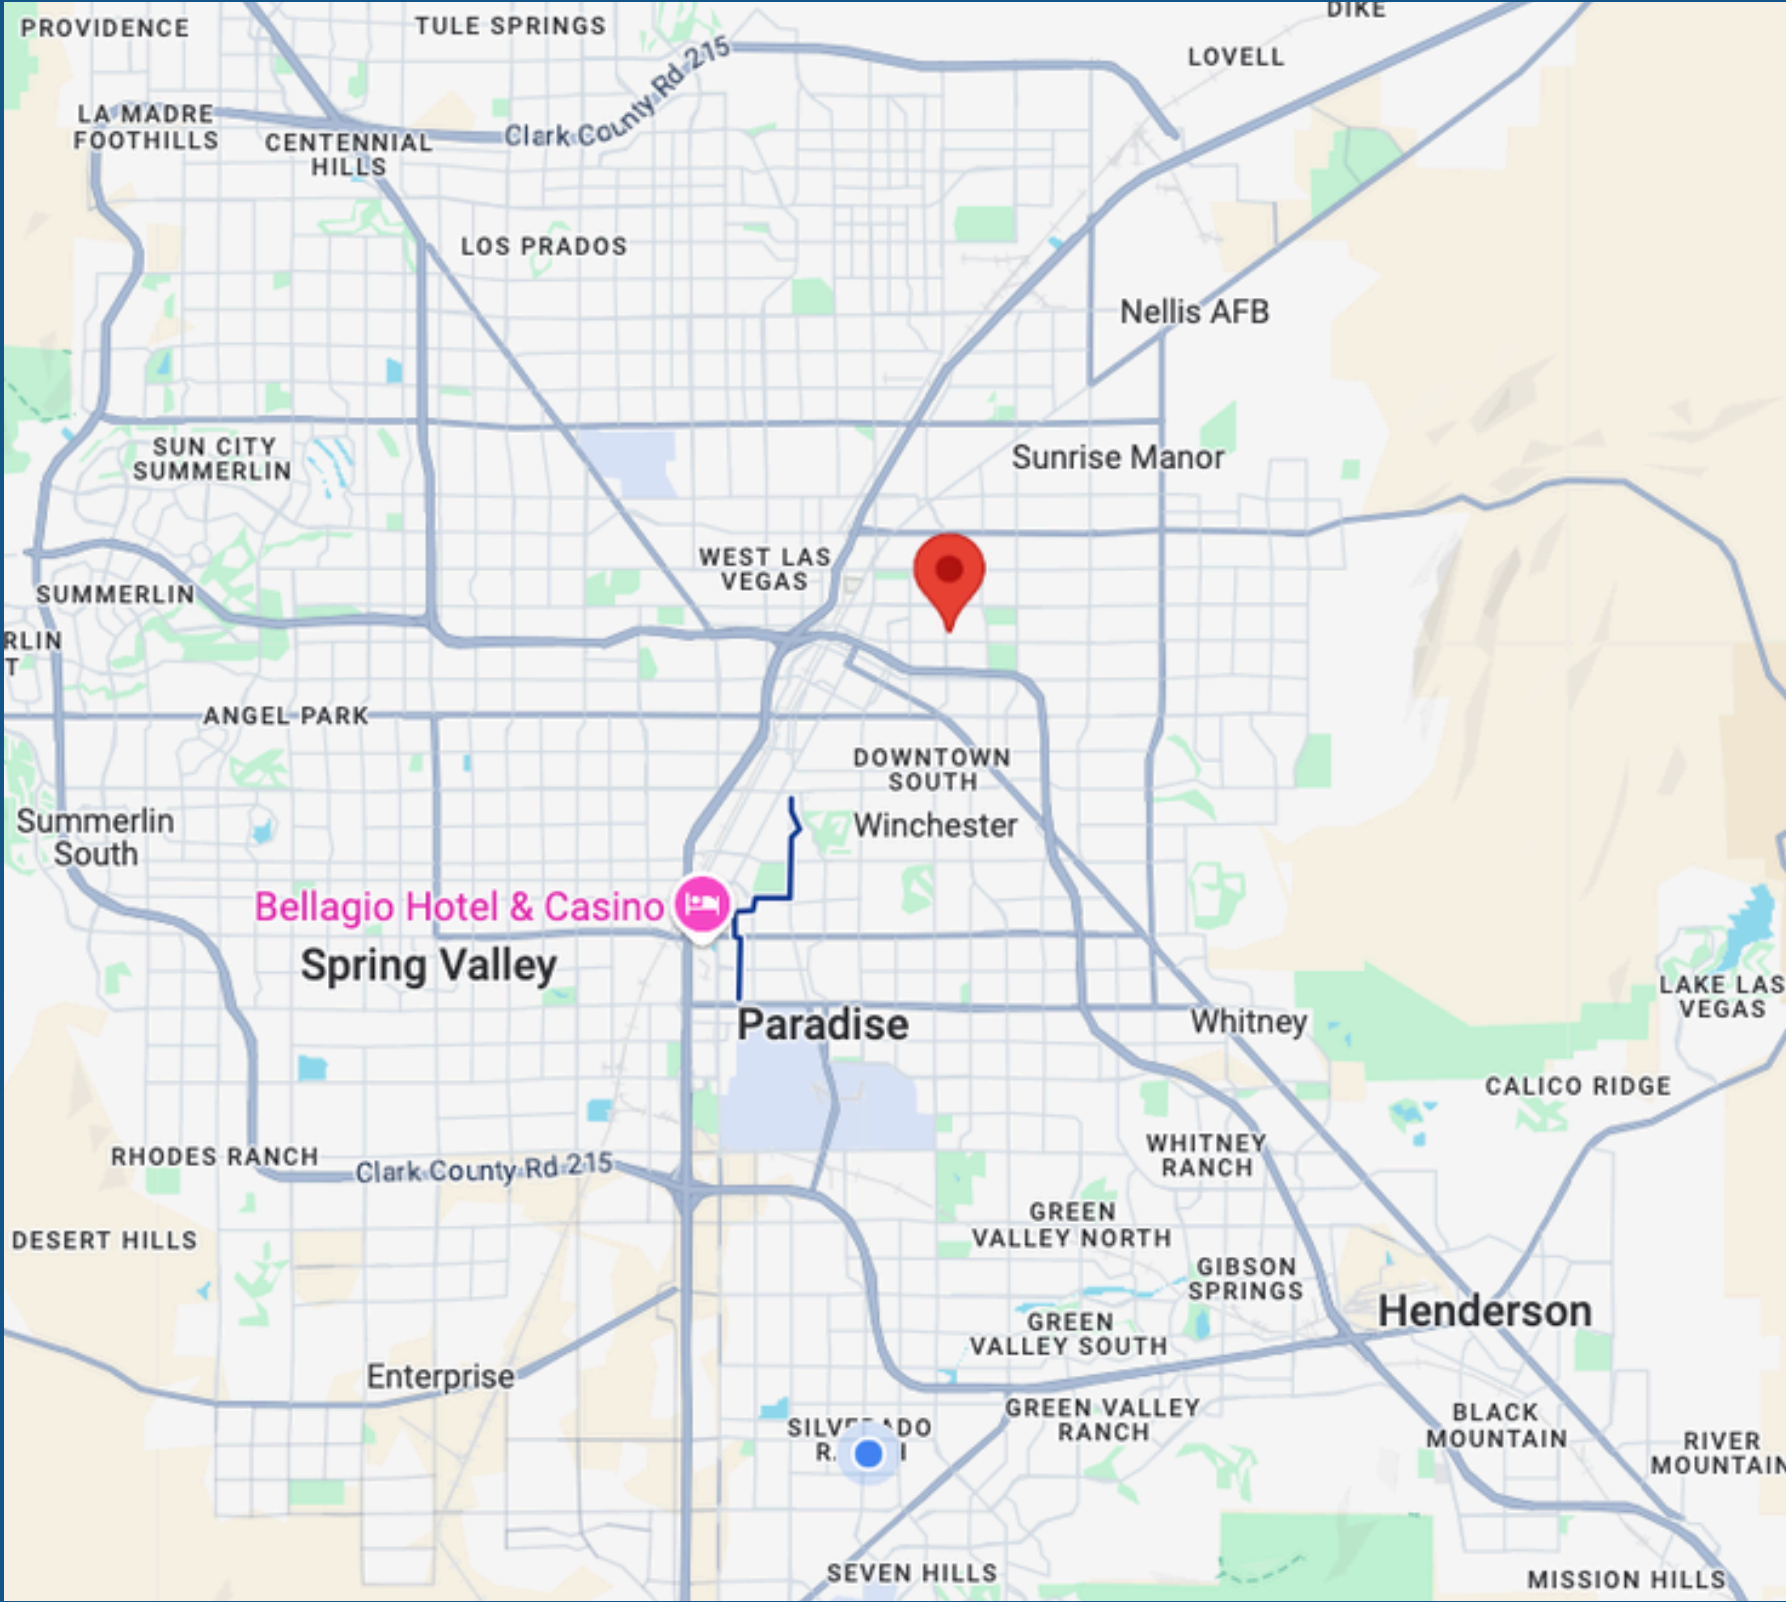 DIKE
PROVIDENCE
TULE SPRINGS
LOVELL
Clark County Rd 215
LA MADRE
FOOTHILLS
CENTENNIAL
HILLS
LOS PRADOS
Nellis AFB
SUN CITY
SUMMERLIN
Sunrise Manor
WEST LAS
VEGAS
SUMMERLIN
RLIN
T
ANGEL PARK
DOWNTOWN
SOUTH
Summerlin
South
Winchester
Bellagio Hotel & Casino
Spring Valley
LAKE LAS
VEGAS
Paradise
Whitney
CALICO RIDGE
RHODES RANCH
Clark County Rd 215
WHITNEY
RANCH
GREEN
VALLEY NORTH
DESERT HILLS
GIBSON
SPRINGS
Henderson
GREEN
VALLEY SOUTH
Enterprise
GREEN VALLEY
RANCH
BLACK
MOUNTAIN
RIVER
MOUNTAIN
SEVEN HILLS
MISSION HILLS